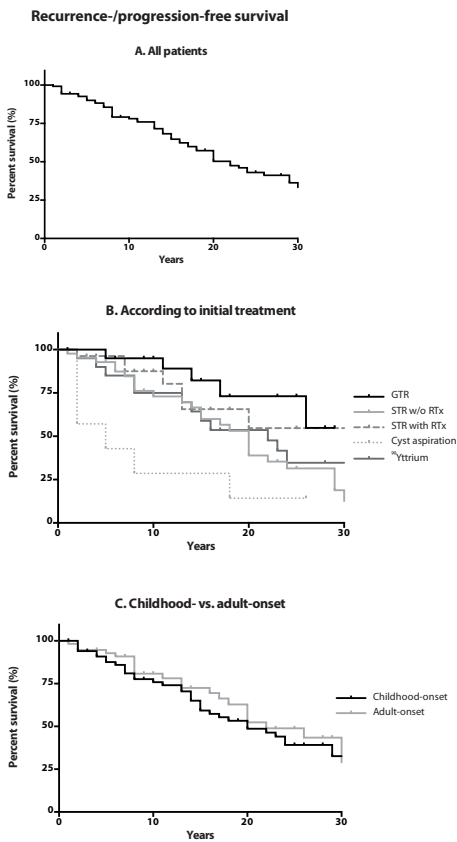 Recurrence-/progression-free survival
A. All patients
Percent survival (%)
100
75
50
25
0
0 10 20 30
Years
B. According to initial treatment
Percent survival (%)
100
75
50
25
0
0 10 20 30
Years
GTR
STR w/o RTx
STR with RTx
Cyst aspiration
⁹⁰Yttrium
C. Childhood- vs. adult-onset
Percent survival (%)
100
75
50
25
0
0 10 20 30
Years
Childhood-onset
Adult-onset